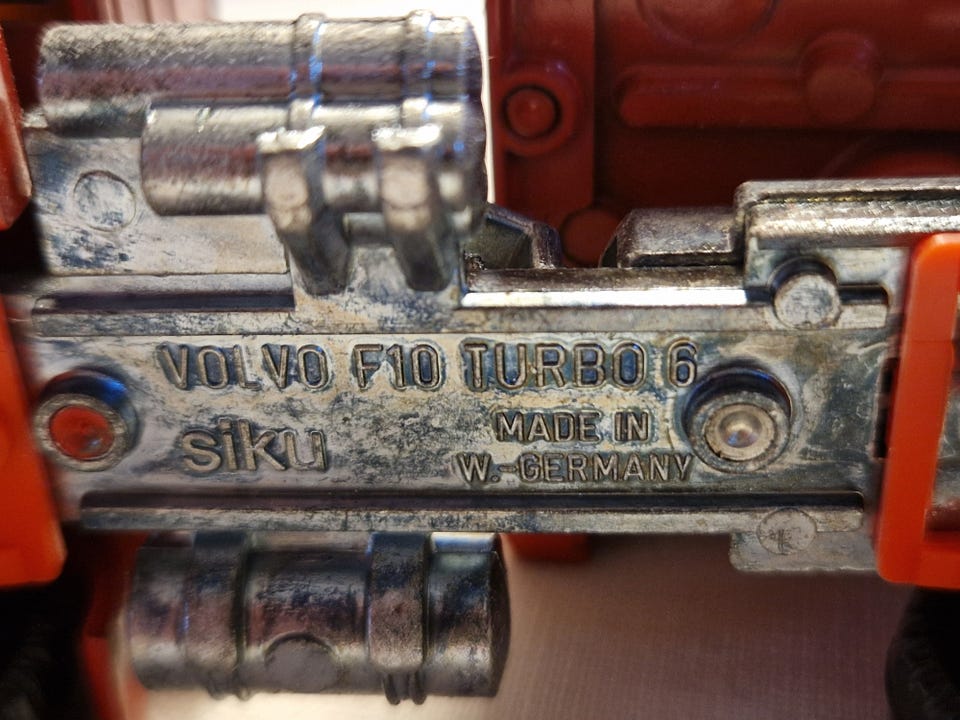 VOLVO F10 TURBO 6
siku
MADE IN
W.-GERMANY